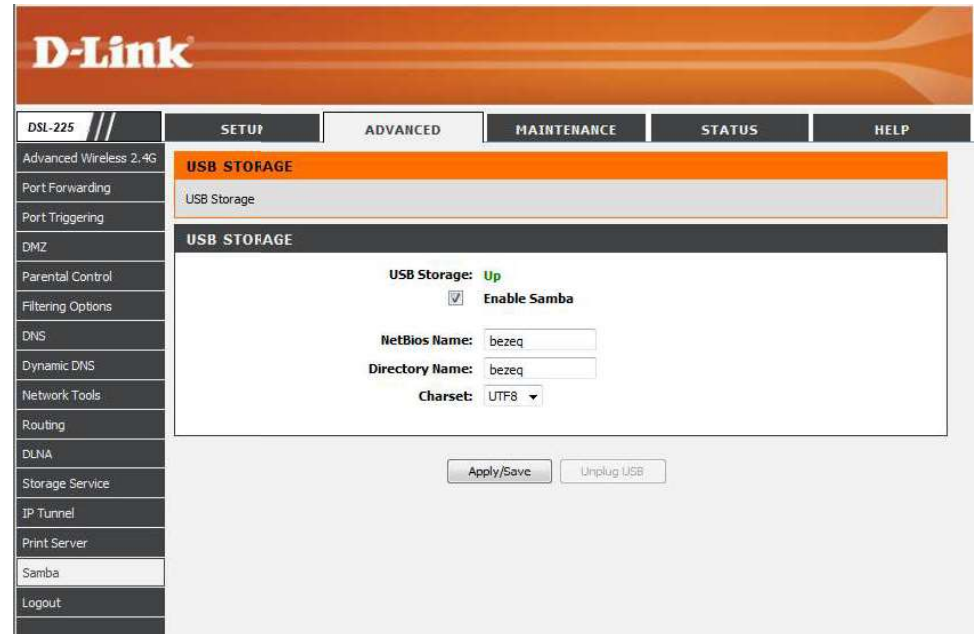 D-Link
DSL-225 //
SETUP
ADVANCED
MAINTENANCE
STATUS
HELP
Advanced Wireless 2.4G
Port Forwarding
Port Triggering
DMZ
Parental Control
Filtering Options
DNS
Dynamic DNS
Network Tools
Routing
DLNA
Storage Service
IP Tunnel
Print Server
Samba
Logout
USB STORAGE
USB Storage
USB STORAGE
USB Storage: Up
Enable Samba
NetBios Name: bezeq
Directory Name: bezeq
Charset: UTF8
Apply/Save
Unplug USB